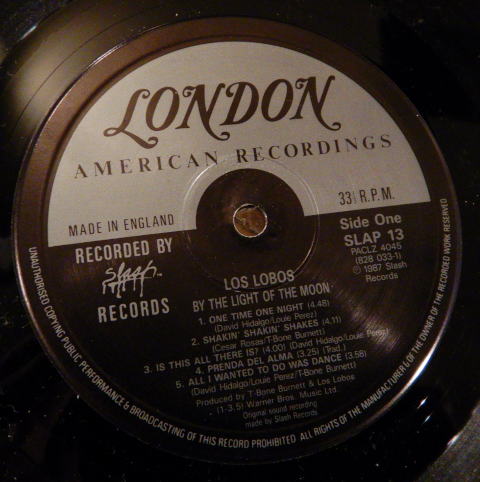 LONDON
AMERICAN RECORDINGS
MADE IN ENGLAND
33⅓ R.P.M.
RECORDED BY
slash
RECORDS
Side One
SLAP 13
PACLZ 4045
(828 033-1)
℗ 1987 Slash
Records
LOS LOBOS
BY THE LIGHT OF THE MOON
1. ONE TIME ONE NIGHT (4.48)
(David Hidalgo/Louie Perez)
2. SHAKIN' SHAKIN' SHAKES (4.11)
(Cesar Rosas/T-Bone Burnett)
3. IS THIS ALL THERE IS? (4.00) (David Hidalgo/Louie Perez)
4. PRENDA DEL ALMA (3.25) (Trad.)
5. ALL I WANTED TO DO WAS DANCE (3.58)
(David Hidalgo/Louie Perez/T-Bone Burnett)
Produced by T-Bone Burnett & Los Lobos
(1-3,5) Warner Bros. Music Ltd.
Original sound recording
made by Slash Records
UNAUTHORISED COPYING PUBLIC PERFORMANCE & BROADCASTING OF THIS RECORD PROHIBITED. ALL RIGHTS OF THE MANUFACTURER & OF THE OWNER OF THE RECORDED WORK RESERVED